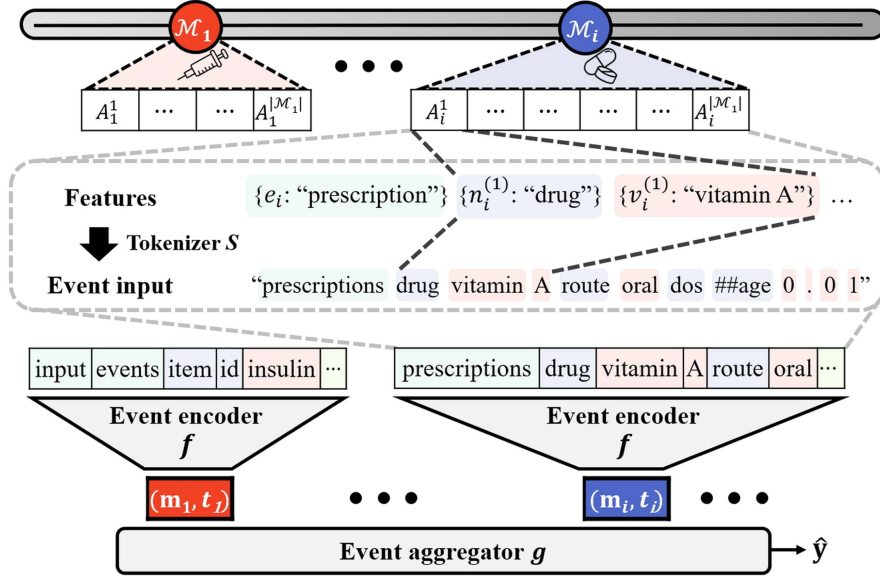 𝓜₁ 𝓜ᵢ
A₁¹ ... ... A₁^|𝓜₁| ● ● ● Aᵢ¹ ... ... ... ... Aᵢ^|𝓜₁|
Features {eᵢ: “prescription”} {nᵢ⁽¹⁾: “drug”} {vᵢ⁽¹⁾: “vitamin A”} ...
Tokenizer S
Event input “prescriptions drug vitamin A route oral dos ##age 0 . 0 1”
input events item id insulin ... prescriptions drug vitamin A route oral ...
Event encoder Event encoder
f f
(m₁, t₁) ● ● ● (mᵢ, tᵢ) ● ● ●
Event aggregator g ŷ